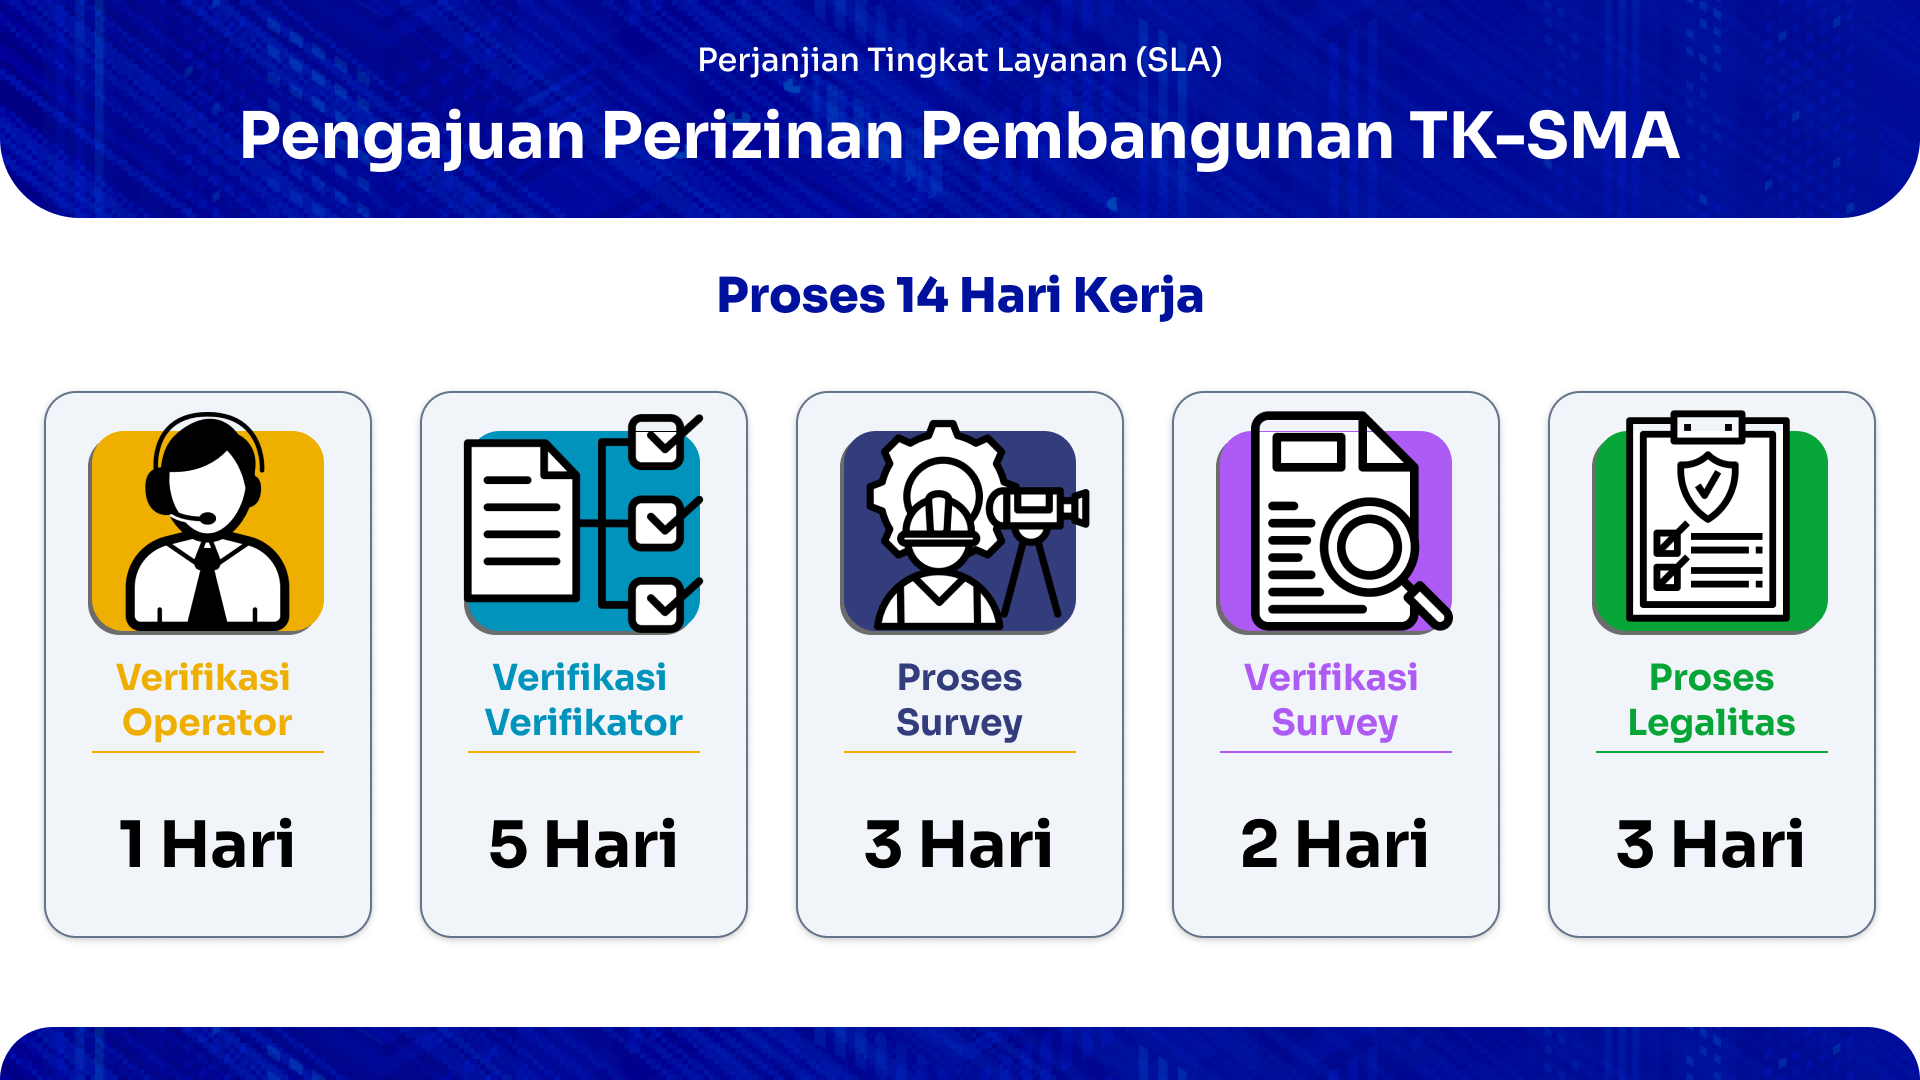 Perjanjian Tingkat Layanan (SLA)
Pengajuan Perizinan Pembangunan TK-SMA
Proses 14 Hari Kerja
Verifikasi
Operator
1 Hari
Verifikasi
Verifikator
5 Hari
Proses
Survey
3 Hari
Verifikasi
Survey
2 Hari
Proses
Legalitas
3 Hari